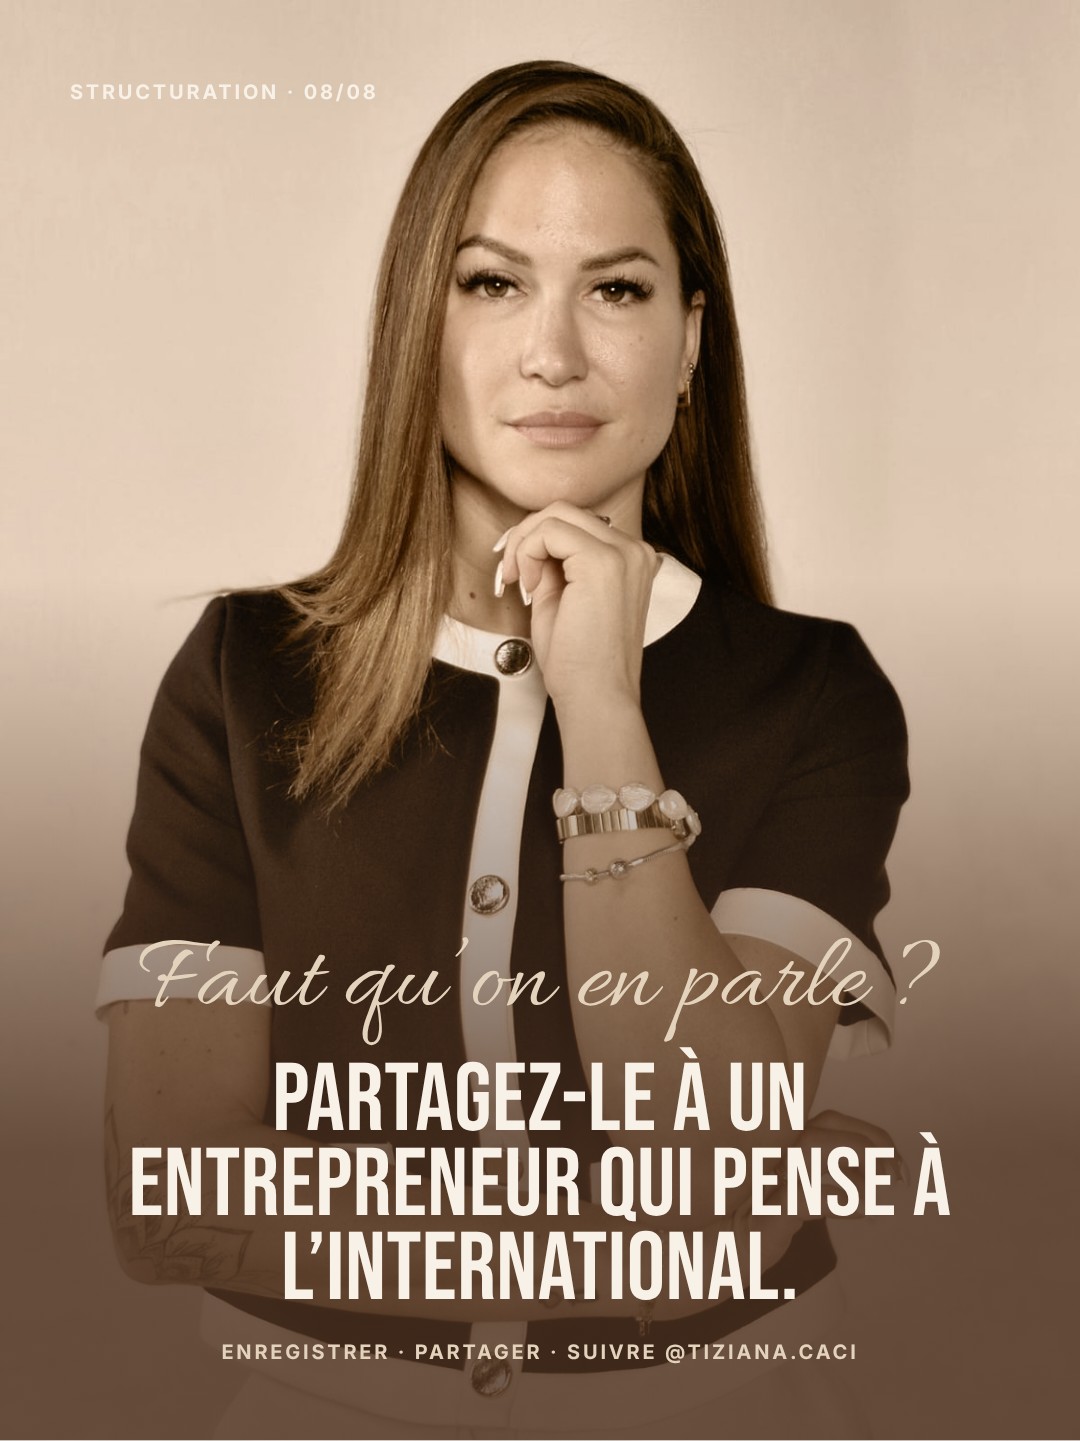 STRUCTURATION · 08/08
Faut qu'on en parle ?
PARTAGEZ-LE À UN
ENTREPRENEUR QUI PENSE À
L’INTERNATIONAL.
ENREGISTRER · PARTAGER · SUIVRE @TIZIANA.CACI